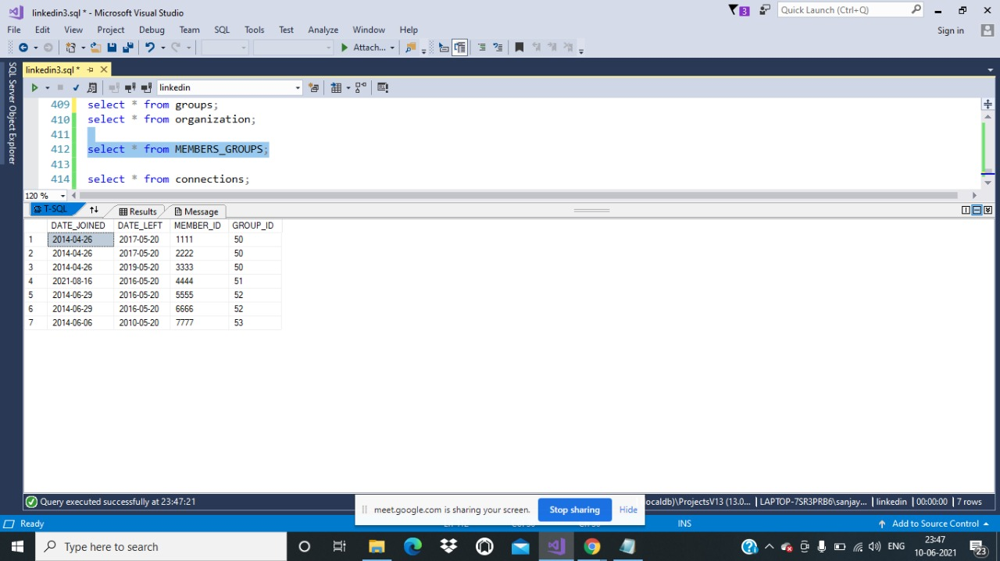 linkedin3.sql * - Microsoft Visual Studio
3
Quick Launch (Ctrl+Q)
File Edit View Project Debug Team SQL Tools Test Analyze Window Help
Sign in
Attach...
SQL Server Object Explorer
linkedin3.sql *
linkedin
409 select * from groups;
410 select * from organization;
411
412 select * from MEMBERS_GROUPS;
413
414 select * from connections;
120 %
T-SQL Results Message
DATE_JOINED DATE_LEFT MEMBER_ID GROUP_ID
1 2014-04-26 2017-05-20 1111 50
2 2014-04-26 2017-05-20 2222 50
3 2014-04-26 2019-05-20 3333 50
4 2021-08-16 2016-05-20 4444 51
5 2014-06-29 2016-05-20 5555 52
6 2014-06-29 2016-05-20 6666 52
7 2014-06-06 2010-05-20 7777 53
Query executed successfully at 23:47:21
meet.google.com is sharing your screen. Stop sharing Hide
ocaldb)\ProjectsV13 (13.0... LAPTOP-7SR3PRB6\sanjay... linkedin 00:00:00 7 rows
Ready
INS
Add to Source Control
Type here to search
ENG
23:47
10-06-2021
23